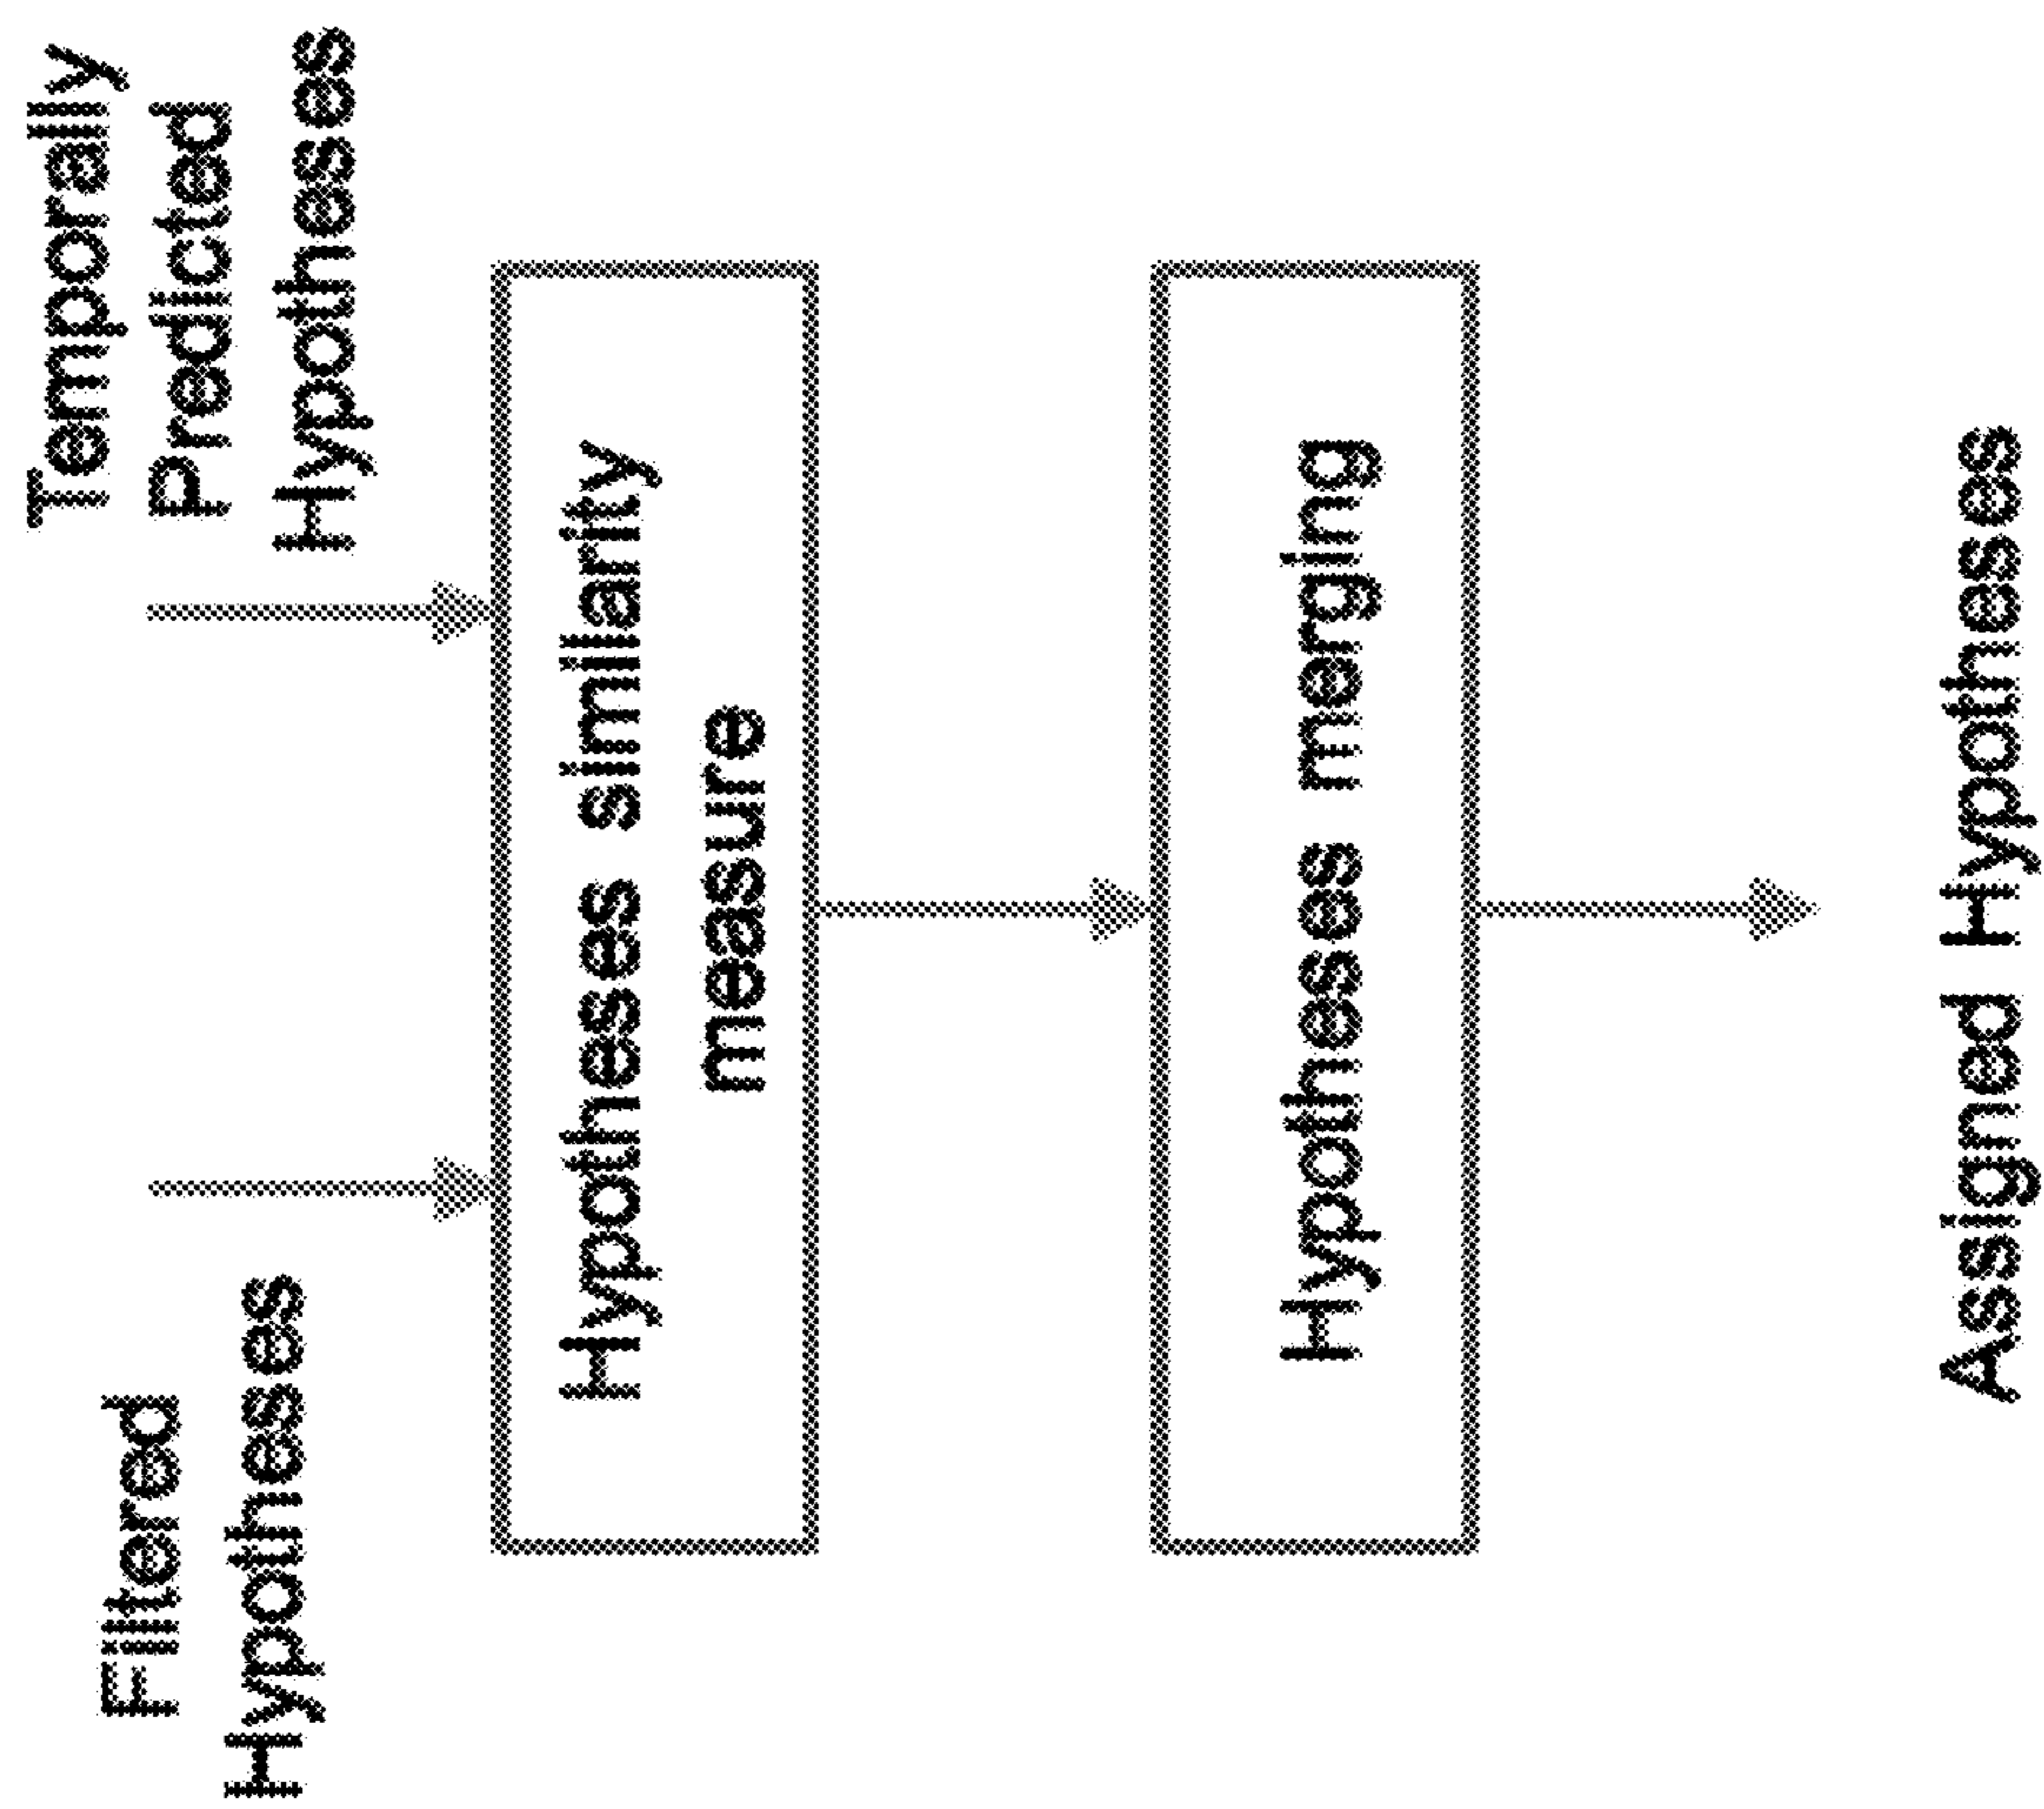 Filtered
Hypotheses
Temporally
Predicted
Hypotheses
Hypotheses similarity
measure
Hypotheses merging
Assigned Hypotheses